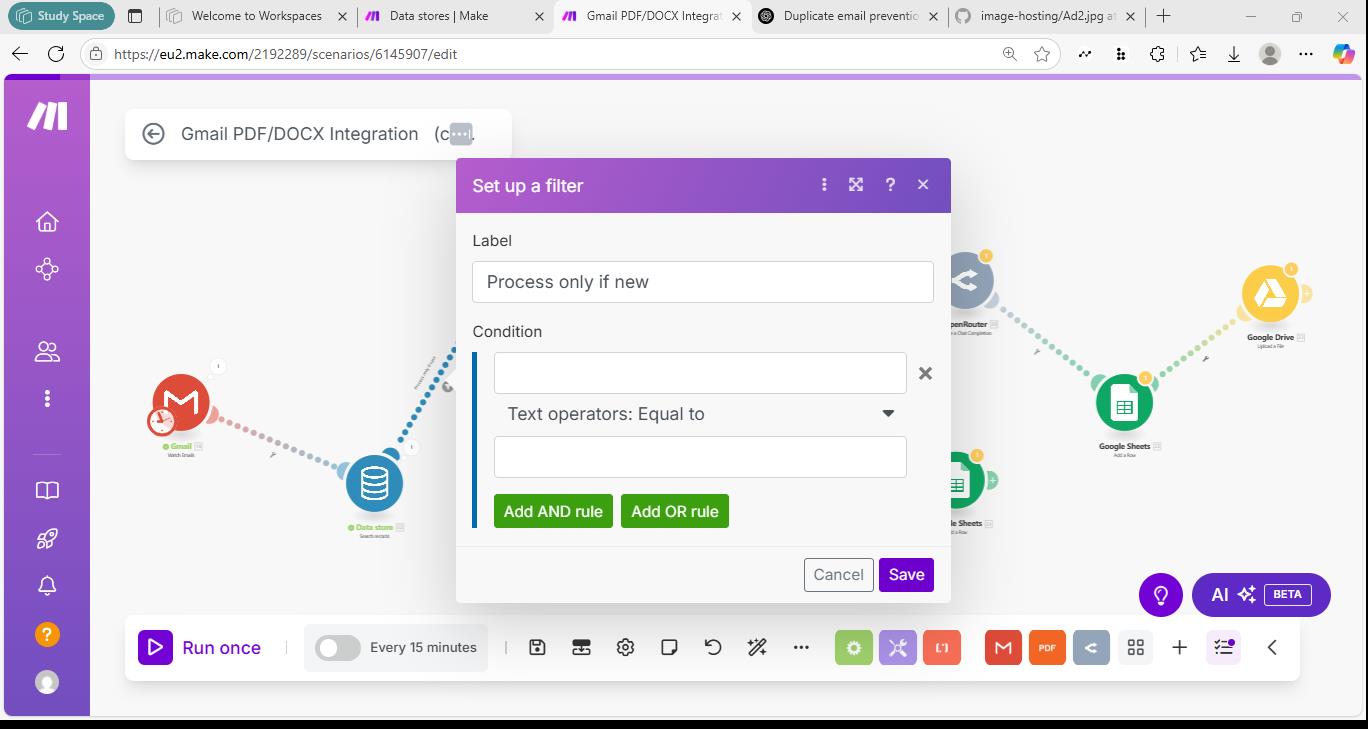 Study Space
Welcome to Workspaces
Data stores | Make
Gmail PDF/DOCX Integrat
Duplicate email preventio
image-hosting/Ad2.jpg at
https://eu2.make.com/2192289/scenarios/6145907/edit
Gmail PDF/DOCX Integration (c
Set up a filter
?
Label
Process only if new
Condition
Text operators: Equal to
Add AND rule
Add OR rule
Cancel
Save
Gmail
Watch Emails
Data store
Search records
penRouter
a Chat Completion
Google Sheets
Add a Row
Google Drive
Upload a File
le Sheets
d a Row
AI
BETA
Run once
Every 15 minutes
PDF
?